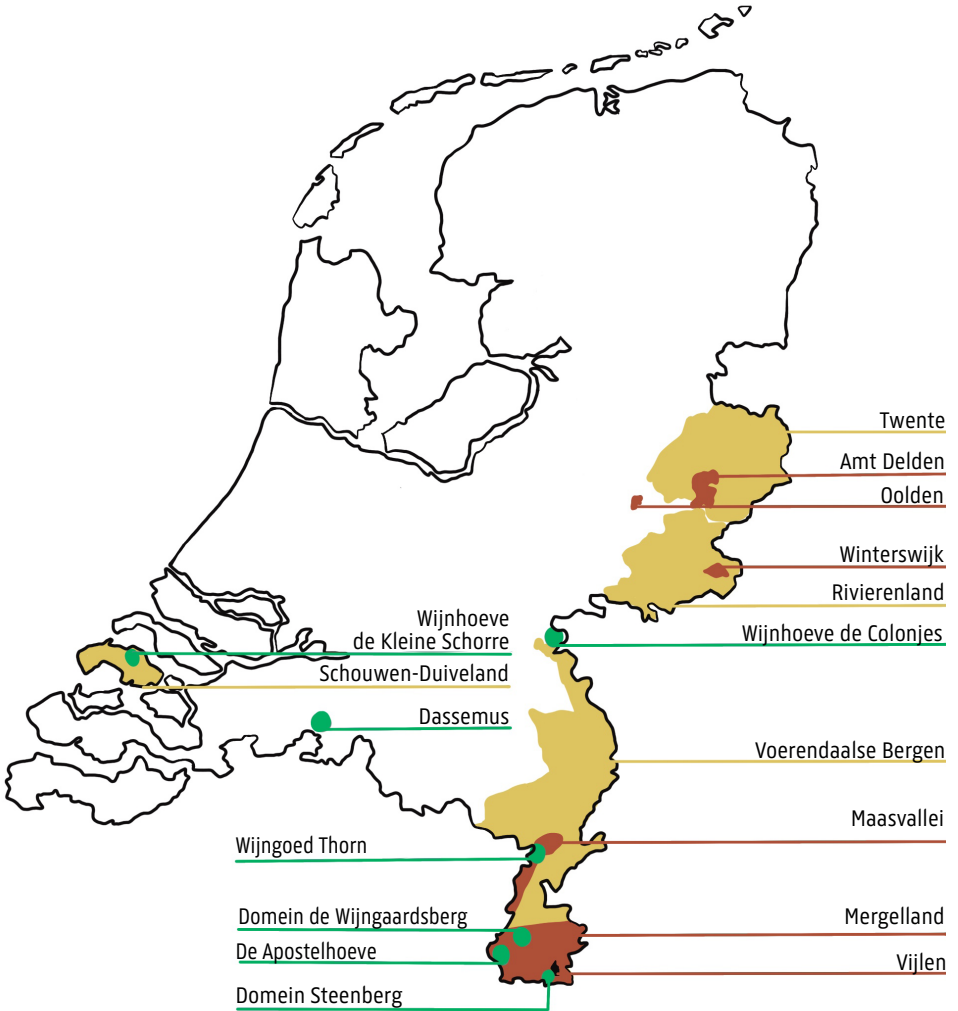 Twente
Amt Delden
Oolden
Winterswijk
Rivierenland
Wijnhoeve
de Kleine Schorre
Wijnhoeve de Colonjes
Schouwen-Duiveland
Dassemus
Voerendaalse Bergen
Maasvallei
Wijngoed Thorn
Domein de Wijngaardsberg
Mergelland
De Apostelhoeve
Vijlen
Domein Steenberg